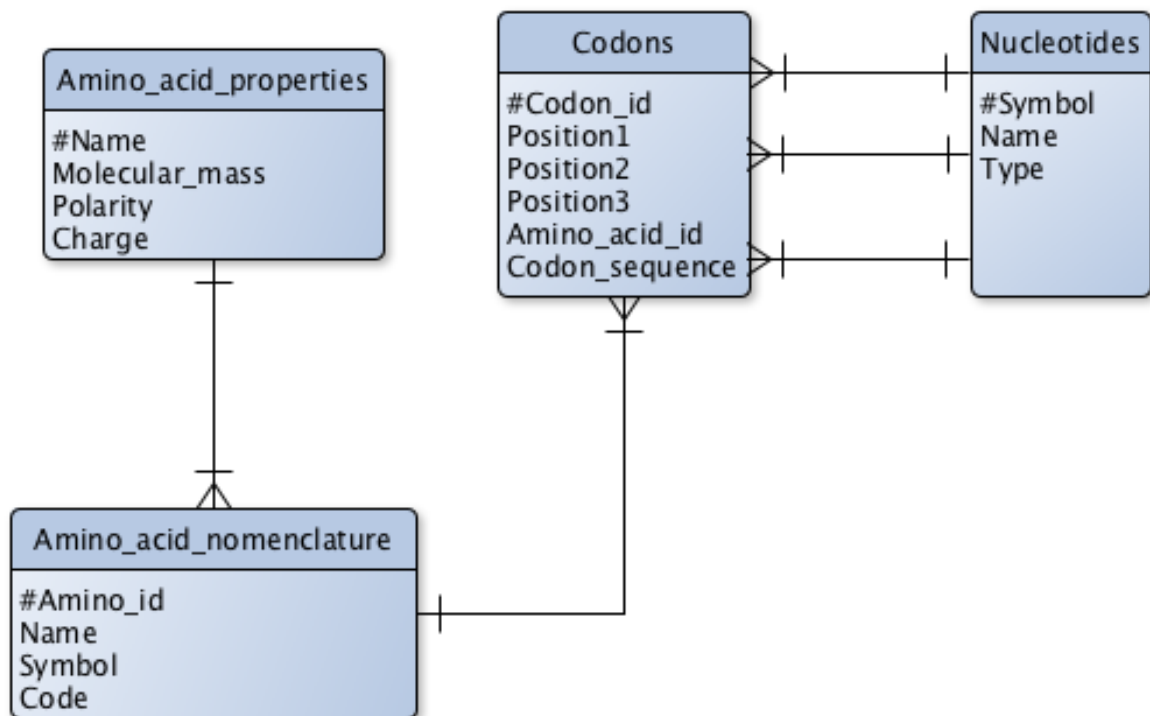 Amino_acid_properties
#Name
Molecular_mass
Polarity
Charge
Codons
#Codon_id
Position1
Position2
Position3
Amino_acid_id
Codon_sequence
Nucleotides
#Symbol
Name
Type
Amino_acid_nomenclature
#Amino_id
Name
Symbol
Code